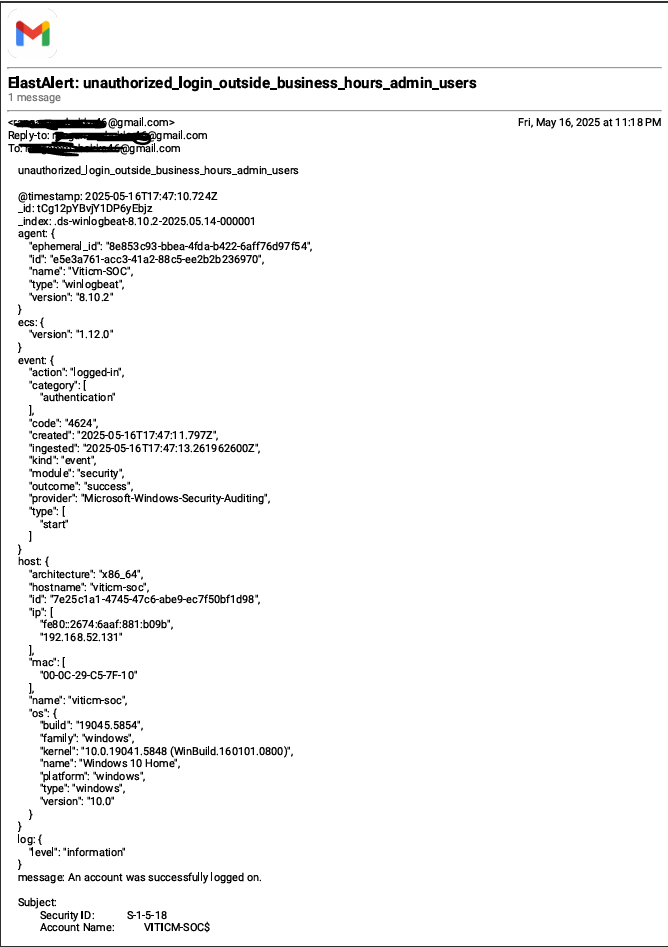 ElastAlert: unauthorized_login_outside_business_hours_admin_users
1 message
@gmail.com>
Fri, May 16, 2025 at 11:18 PM
Reply-to: @gmail.com
To: @gmail.com
unauthorized_login_outside_business_hours_admin_users
@timestamp: 2025-05-16T17:47:10.724Z
_id: tCg12pYBvjY1DP6yEbjz
_index: .ds-winlogbeat-8.10.2-2025.05.14-000001
agent: {
"ephemeral_id": "8e853c93-bbea-4fda-b422-6aff76d97f54",
"id": "e5e3a761-acc3-41a2-88c5-ee2b2b236970",
"name": "Viticm-SOC",
"type": "winlogbeat",
"version": "8.10.2"
}
ecs: {
"version": "1.12.0"
}
event: {
"action": "logged-in",
"category": [
"authentication"
],
"code": "4624",
"created": "2025-05-16T17:47:11.797Z",
"ingested": "2025-05-16T17:47:13.261962600Z",
"kind": "event",
"module": "security",
"outcome": "success",
"provider": "Microsoft-Windows-Security-Auditing",
"type": [
"start"
]
}
host: {
"architecture": "x86_64",
"hostname": "viticm-soc",
"id": "7e25c1a1-4745-47c6-abe9-ec7f50bf1d98",
"ip": [
"fe80::2674:6aaf:881:b09b",
"192.168.52.131"
],
"mac": [
"00-0C-29-C5-7F-10"
],
"name": "viticm-soc",
"os": {
"build": "19045.5854",
"family": "windows",
"kernel": "10.0.19041.5848 (WinBuild.160101.0800)",
"name": "Windows 10 Home",
"platform": "windows",
"type": "windows",
"version": "10.0"
}
}
log: {
"level": "information"
}
message: An account was successfully logged on.
Subject:
Security ID: S-1-5-18
Account Name: VITICM-SOC$